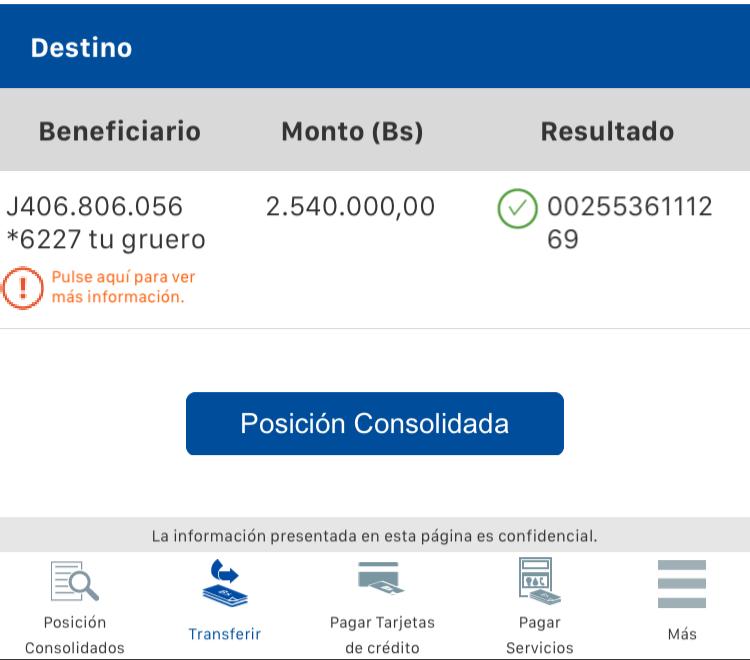 Destino
Beneficiario Monto (Bs) Resultado
J406.806.056 2.540.000,00 00255361112
*6227 tu gruero 69
Pulse aquí para ver
más información.
Posición Consolidada
La información presentada en esta página es confidencial.
Posición Consolidados
Transferir
Pagar Tarjetas de crédito
Pagar Servicios
Más